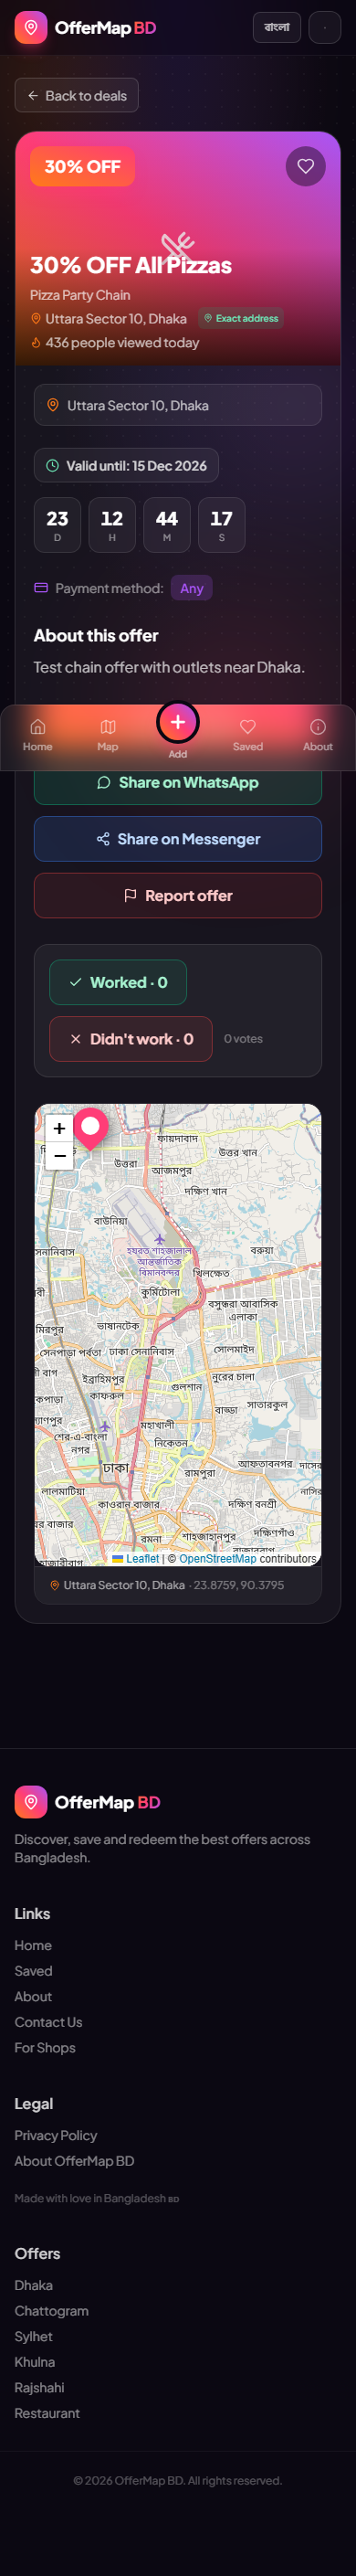 OfferMap BD
বাংলা
Back to deals
30% OFF
30% OFF All Pizzas
Pizza Party Chain
Uttara Sector 10, Dhaka
Exact address
436 people viewed today
Uttara Sector 10, Dhaka
Valid until: 15 Dec 2026
23 12 44 17
D H M S
Payment method: Any
About this offer
Test chain offer with outlets near Dhaka.
Home Map Add Saved About
Share on WhatsApp
Share on Messenger
Report offer
Worked · 0
Didn't work · 0
0 votes
+
−
ফায়দাবাদ
উত্তর খান
উত্তরা
আজমপুর
দক্ষিণ খান
বাউনিয়া
হযরত শাহজালাল
আন্তর্জাতিক
বিমানবন্দর
সেনানিবাস
বরুয়া
খিলক্ষেত
কুর্মিটোলা
বসুন্ধরা আবাসিক
এলাকা
মিরপুর
ভাষানটেক
সেনপাড়া পর্বতা
ঢাকা সেনানিবাস
সোলমাইদ
ইব্রাহিমপুর
নুরের চালা
গুলশান
কাফরুল
সাতারকুল
বাড্ডা
মহাখালী
শের-এ-বাংলা
নগর
নিকেতন
ঢাকা
আফতাবনগর
রামপুরা
লালমাটিয়া
কাওরান বাজার
দক্ষিণ বনশ্রী
রমনা
শাহজাহানপুর
দক্ষিণগাঁও
Leaflet | © OpenStreetMap contributors
Uttara Sector 10, Dhaka · 23.8759, 90.3795
OfferMap BD
Discover, save and redeem the best offers across
Bangladesh.
Links
Home
Saved
About
Contact Us
For Shops
Legal
Privacy Policy
About OfferMap BD
Made with love in Bangladesh BD
Offers
Dhaka
Chattogram
Sylhet
Khulna
Rajshahi
Restaurant
© 2026 OfferMap BD. All rights reserved.